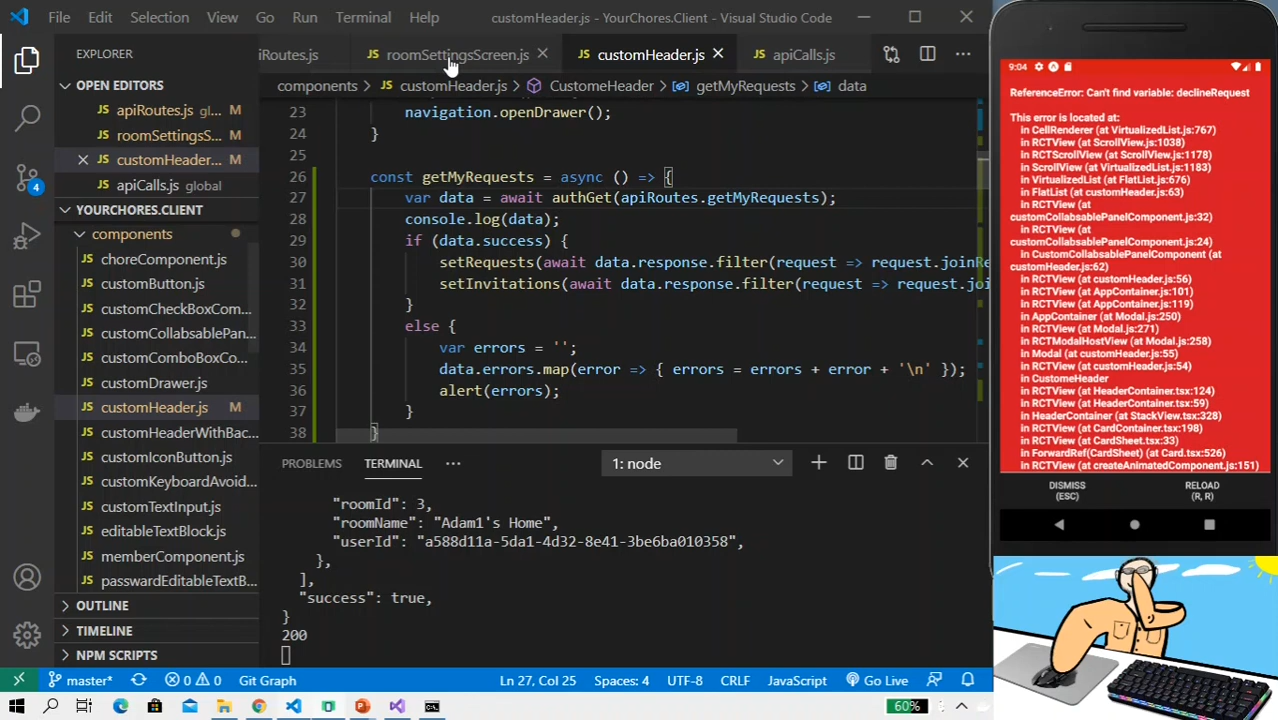 File Edit Selection View Go Run Terminal Help customHeader.js - YourChores.Client - Visual Studio Code
EXPLORER
OPEN EDITORS
apiRoutes.js gl... M
roomSettingsS... M
customHeader... M
apiCalls.js global
YOURCHORES.CLIENT
components
choreComponent.js
customButton.js
customCheckBoxCom...
customCollabsablePan...
customComboBoxCo...
customDrawer.js
customHeader.js M
customHeaderWithBac...
customIconButton.js
customKeyboardAvoid...
customTextInput.js
editableTextBlock.js
memberComponent.js
passwardEditableTextB...
OUTLINE
TIMELINE
NPM SCRIPTS
4
iRoutes.js roomSettingsScreen.js customHeader.js apiCalls.js
components > customHeader.js > CustomeHeader > getMyRequests > data
23 navigation.openDrawer();
24 }
25
26 const getMyRequests = async () => {
27 var data = await authGet(apiRoutes.getMyRequests);
28 console.log(data);
29 if (data.success) {
30 setRequests(await data.response.filter(request => request.joinRe
31 setInvitations(await data.response.filter(request => request.joi
32 }
33 else {
34 var errors = '';
35 data.errors.map(error => { errors = errors + error + '\n' });
36 alert(errors);
37 }
38 }
PROBLEMS TERMINAL ... 1: node
"roomId": 3,
"roomName": "Adam1's Home",
"userId": "a588d11a-5da1-4d32-8e41-3be6ba010358",
},
],
"success": true,
}
200
master* 0 0 Git Graph Ln 27, Col 25 Spaces: 4 UTF-8 CRLF JavaScript Go Live
60%
9:04
ReferenceError: Can't find variable: declineRequest
This error is located at:
in CellRenderer (at VirtualizedList.js:767)
in RCTView (at ScrollView.js:1038)
in RCTScrollView (at ScrollView.js:1178)
in ScrollView (at ScrollView.js:1183)
in VirtualizedList (at FlatList.js:676)
in FlatList (at customHeader.js:63)
in RCTView (at
customCollabsablePanelComponent.js:32)
in RCTView (at
customCollabsablePanelComponent.js:24)
in CustomCollabsablePanelComponent (at
customHeader.js:62)
in RCTView (at customHeader.js:56)
in RCTView (at AppContainer.js:101)
in RCTView (at AppContainer.js:119)
in AppContainer (at Modal.js:250)
in RCTView (at Modal.js:271)
in RCTModalHostView (at Modal.js:258)
in Modal (at customHeader.js:55)
in RCTView (at customHeader.js:54)
in CustomeHeader
in RCTView (at HeaderContainer.tsx:124)
in RCTView (at HeaderContainer.tsx:59)
in HeaderContainer (at StackView.tsx:328)
in RCTView (at CardContainer.tsx:198)
in RCTView (at CardSheet.tsx:33)
in ForwardRef(CardSheet) (at Card.tsx:526)
in RCTView (at createAnimatedComponent.js:151)
DISMISS
(ESC)
RELOAD
(R, R)